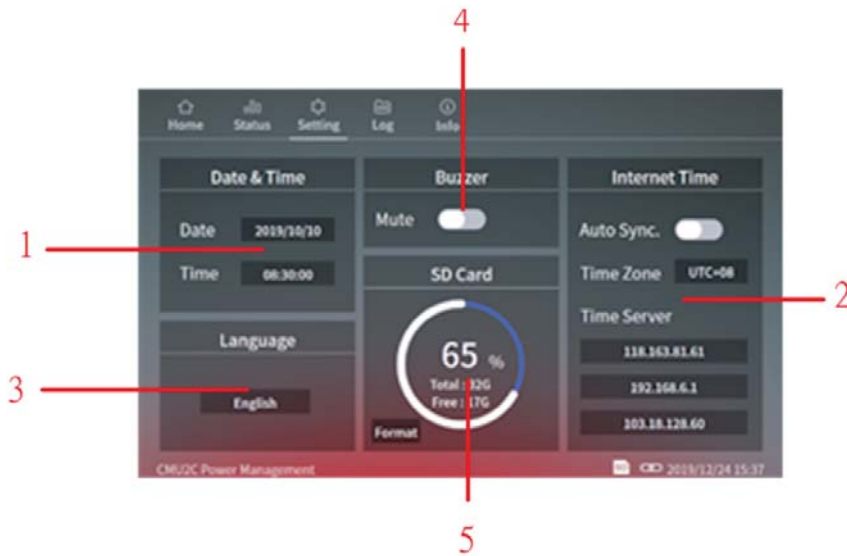 4
Home Status Setting Log Info
Date & Time
Date 2019/10/10
Time 08:30:00
1
Language
English
3
Buzzer
Mute
SD Card
65 %
Total : 32G
Free : 17G
Format
5
Internet Time
Auto Sync.
Time Zone UTC+08
2
Time Server
118.163.81.61
192.168.6.1
103.18.128.60
CMU2C Power Management
2019/12/24 15:37